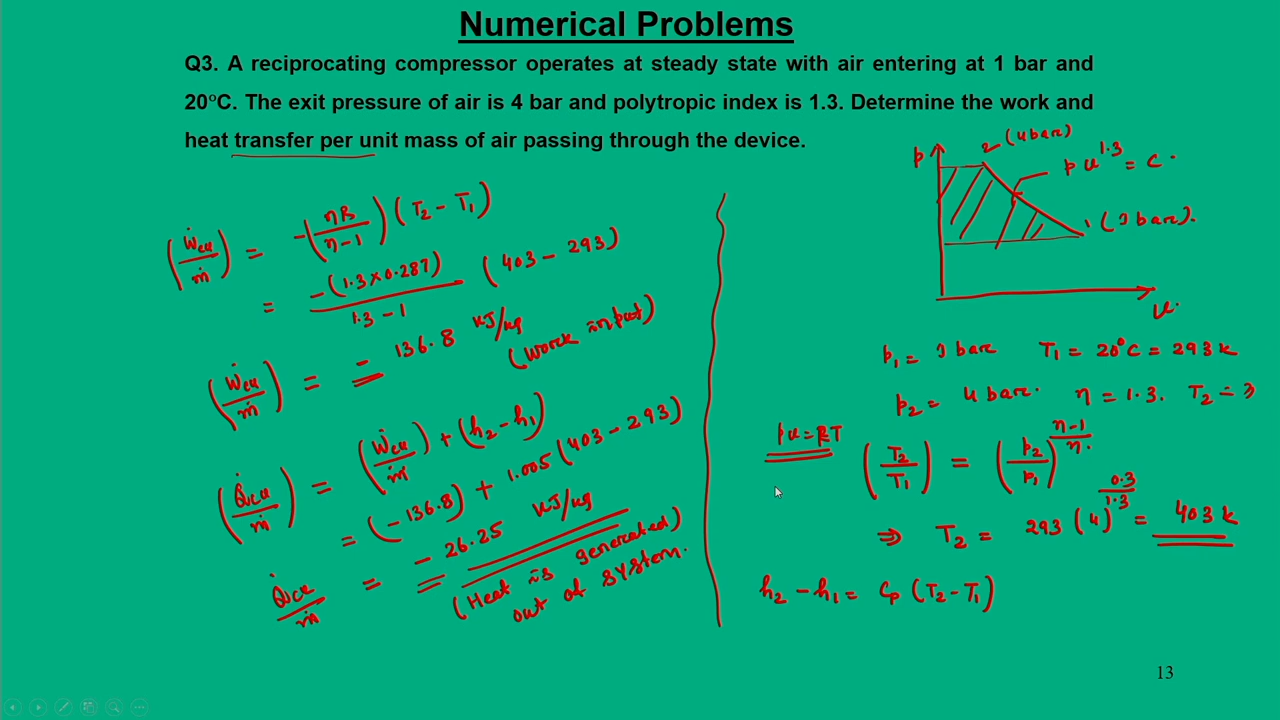 Numerical Problems
Q3. A reciprocating compressor operates at steady state with air entering at 1 bar and
20°C. The exit pressure of air is 4 bar and polytropic index is 1.3. Determine the work and
heat transfer per unit mass of air passing through the device.
(Ẇcv/ṁ) = -(nR/n-1)(T2 - T1)
= -(1.3×0.287)/1.3-1 (403 - 293)
(Ẇcv/ṁ) = - 136.8 kJ/kg
(Work input)
(Q̇cv/ṁ) = (Ẇcv/ṁ) + (h2 - h1)
= (-136.8) + 1.005 (403 - 293)
Q̇cv/ṁ = - 26.25 kJ/kg
(Heat is generated
out of system.
p
2 (4 bar)
pv^1.3 = c.
1 (1 bar).
v.
p1 = 1 bar T1 = 20°C = 293 K
p2 = 4 bar. n = 1.3. T2 = ?
pv = RT
(T2/T1) = (p2/p1)^n-1/n.
⇒ T2 = 293 (4)^0.3/1.3 = 403 K
h2 - h1 = Cp (T2 - T1)
13